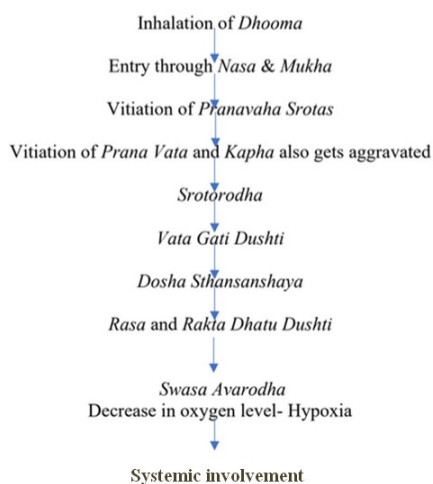 Inhalation of Dhooma
Entry through Nasa & Mukha
Vitiation of Pranavaha Srotas
Vitiation of Prana Vata and Kapha also gets aggravated
Srotorodha
Vata Gati Dushti
Dosha Sthansanshaya
Rasa and Rakta Dhatu Dushti
Swasa Avarodha
Decrease in oxygen level- Hypoxia
Systemic involvement